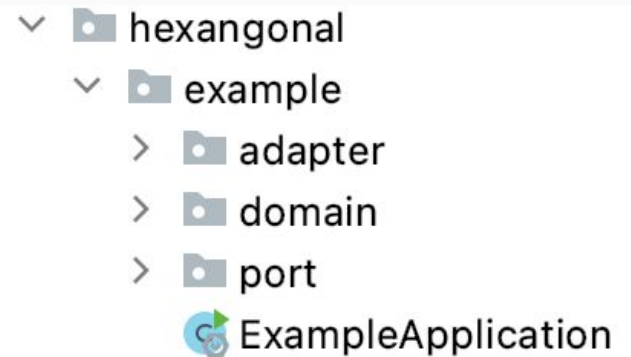 hexangonal
example
adapter
domain
port
ExampleApplication